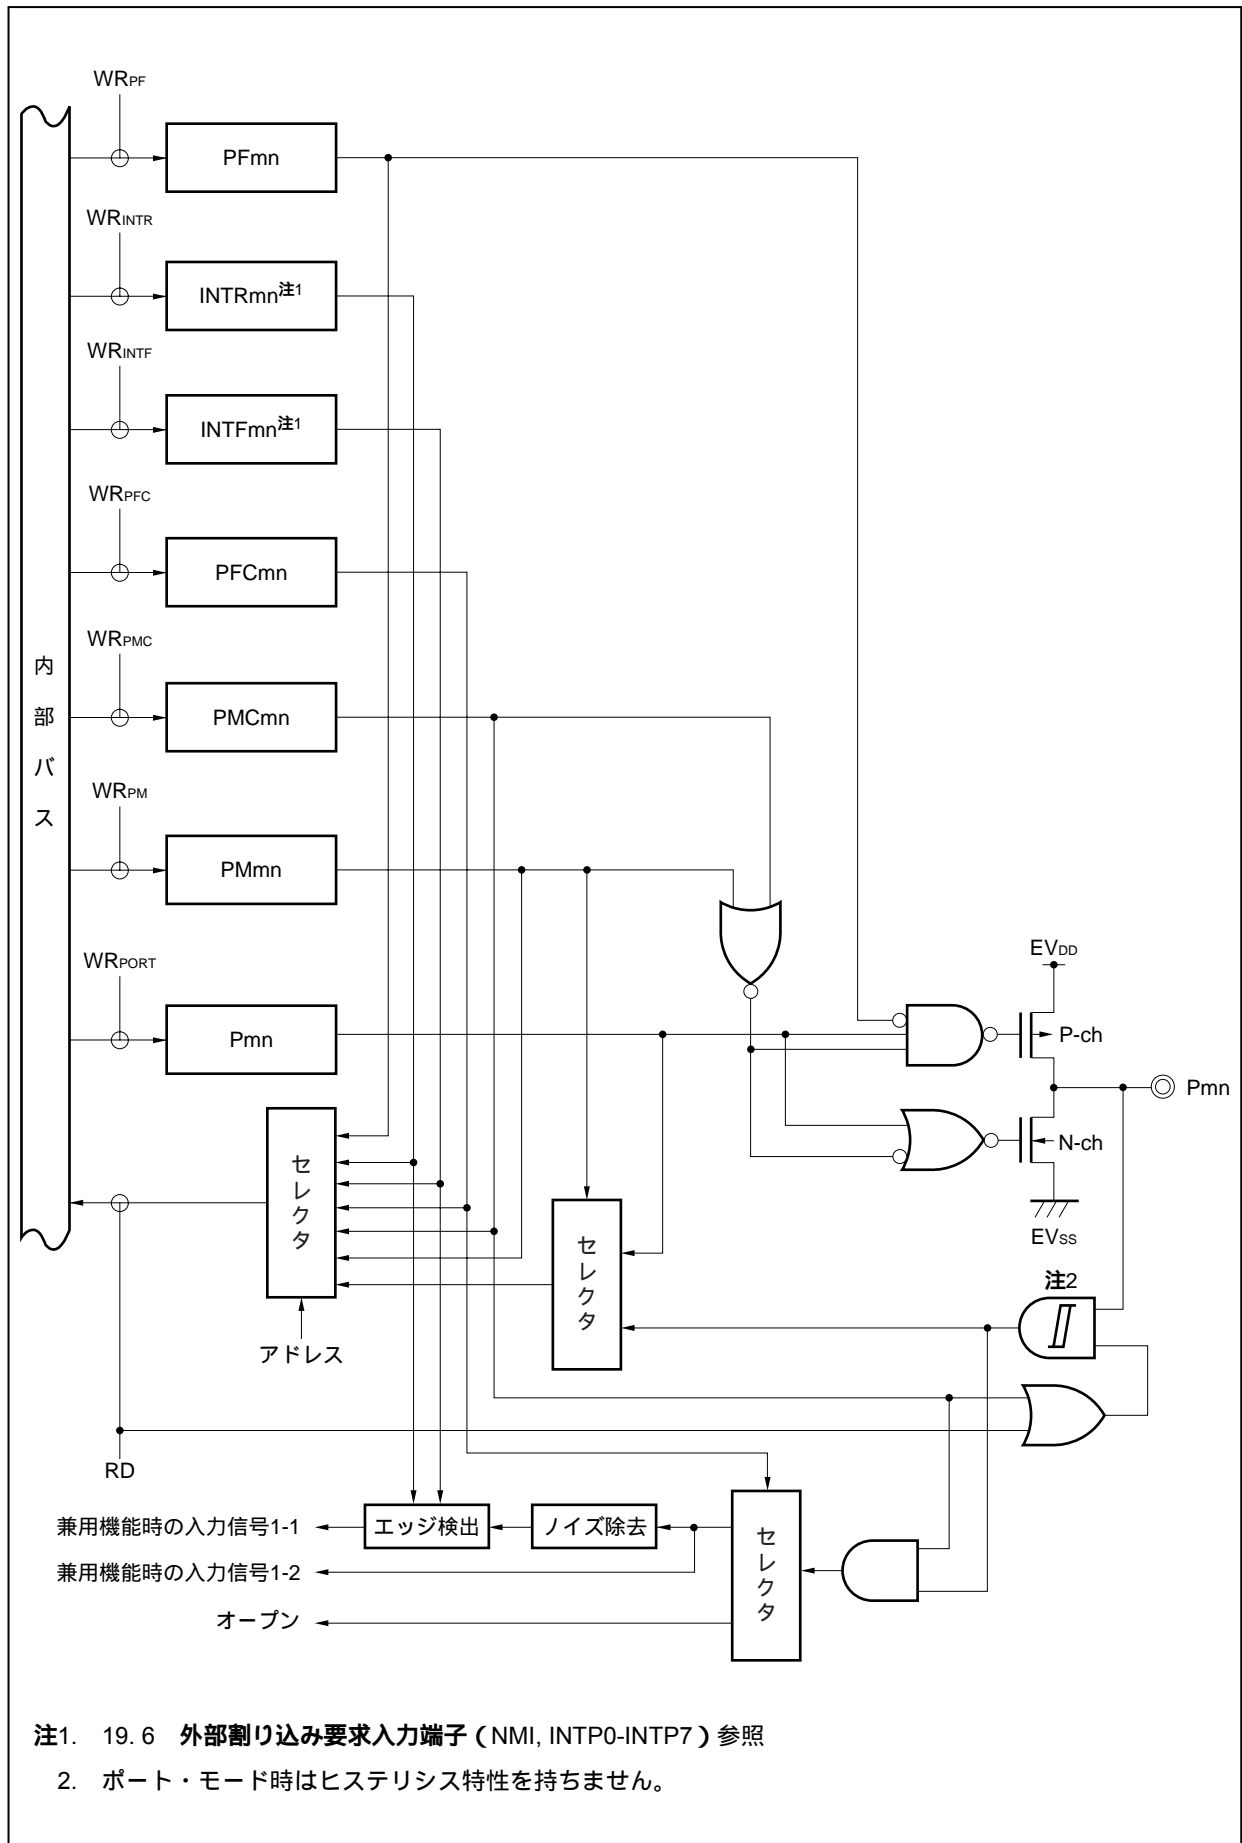 WRPF
PFmn
WRINTR
INTRmn注1
WRINTF
INTFmn注1
WRPFC
PFCmn
WRPMC
PMCmn
内部バス
WRPM
PMmn
WRPORT
Pmn
EVDD
P-ch
Pmn
N-ch
EVSS
セレクタ
セレクタ
注2
アドレス
RD
兼用機能時の入力信号1-1
エッジ検出
ノイズ除去
セレクタ
兼用機能時の入力信号1-2
オープン
注1. 19. 6 外部割り込み要求入力端子（NMI, INTP0-INTP7）参照
2. ポート・モード時はヒステリシス特性を持ちません。